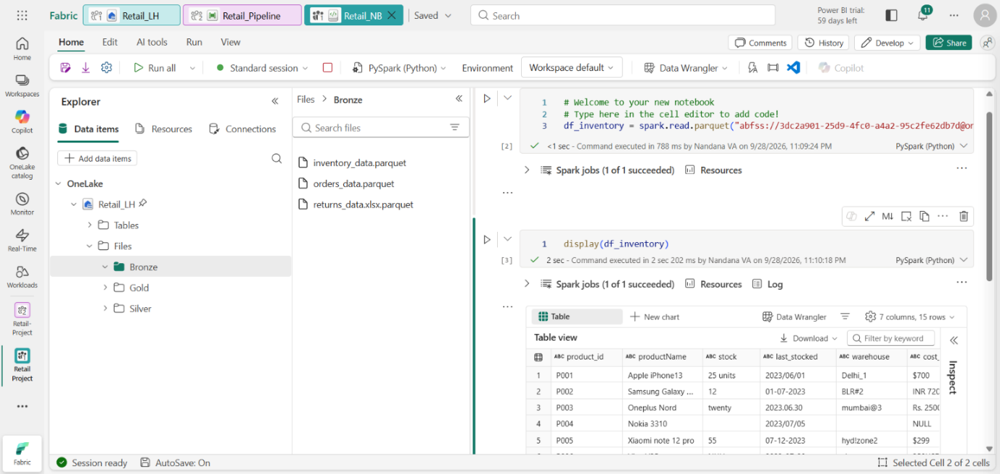 Fabric
Retail_LH
Retail_Pipeline
Retail_NB
Saved
Search
Power BI trial:
59 days left
11
Home
Edit
AI tools
Run
View
Comments
History
Develop
Share
Run all
Standard session
PySpark (Python)
Environment
Workspace default
Data Wrangler
Copilot
Home
Workspaces
Copilot
OneLake
catalog
Monitor
Real-Time
Workloads
Retail-
Project
Retail
Project
Fabric
Explorer
Data items
Resources
Connections
Add data items
OneLake
Retail_LH
Tables
Files
Bronze
Gold
Silver
Files > Bronze
Search files
inventory_data.parquet
orders_data.parquet
returns_data.xlsx.parquet
1 # Welcome to your new notebook
2 # Type here in the cell editor to add code!
3 df_inventory = spark.read.parquet("abfss://3dc2a901-25d9-4fc0-a4a2-95c2fe62db7d@on
[2] <1 sec - Command executed in 788 ms by Nandana VA on 9/28/2026, 11:09:24 PM PySpark (Python)
Spark jobs (1 of 1 succeeded) Resources
M↓
1 display(df_inventory)
[3] 2 sec - Command executed in 2 sec 202 ms by Nandana VA on 9/28/2026, 11:10:18 PM PySpark (Python)
Spark jobs (1 of 1 succeeded) Resources Log
Table New chart Data Wrangler 7 columns, 15 rows
Table view Download Filter by keyword
Inspect
ABC product_id ABC productName ABC stock ABC last_stocked ABC warehouse ABC cost_
1 P001 Apple iPhone13 25 units 2023/06/01 Delhi_1 $700
2 P002 Samsung Galaxy ... 12 01-07-2023 BLR#2 INR 720
3 P003 Oneplus Nord twenty 2023.06.30 mumbai@3 Rs. 2500
4 P004 Nokia 3310 2023/07/05 NULL
5 P005 Xiaomi note 12 pro 55 07-12-2023 hyd!zone2 $299
Session ready AutoSave: On Selected Cell 2 of 2 cells